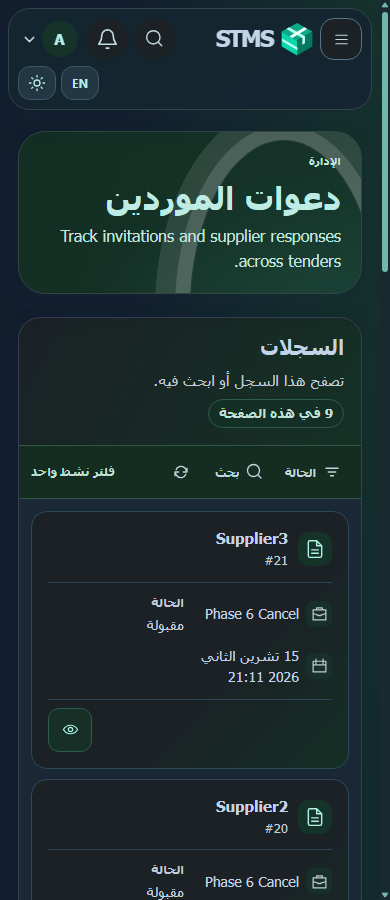 STMS
A
EN
الإدارة
دعوات الموردين
Track invitations and supplier responses
across tenders.
السجلات
تصفح هذا السجل أو ابحث فيه.
9 في هذه الصفحة
الحالة
بحث
فلتر نشط واحد
Supplier3
#21
Phase 6 Cancel
الحالة
مقبولة
15 تشرين الثاني
2026 21:11
Supplier2
#20
Phase 6 Cancel
الحالة
مقبولة